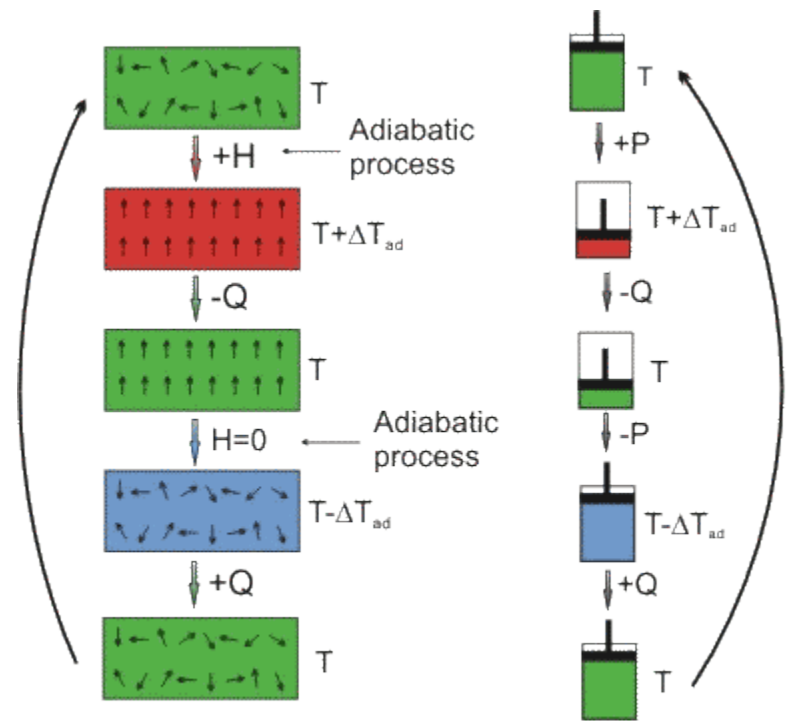 T
+H
Adiabatic
process
T+ΔTad
-Q
T
H=0
Adiabatic
process
T-ΔTad
+Q
T
T
+P
T+ΔTad
-Q
T
-P
T-ΔTad
+Q
T